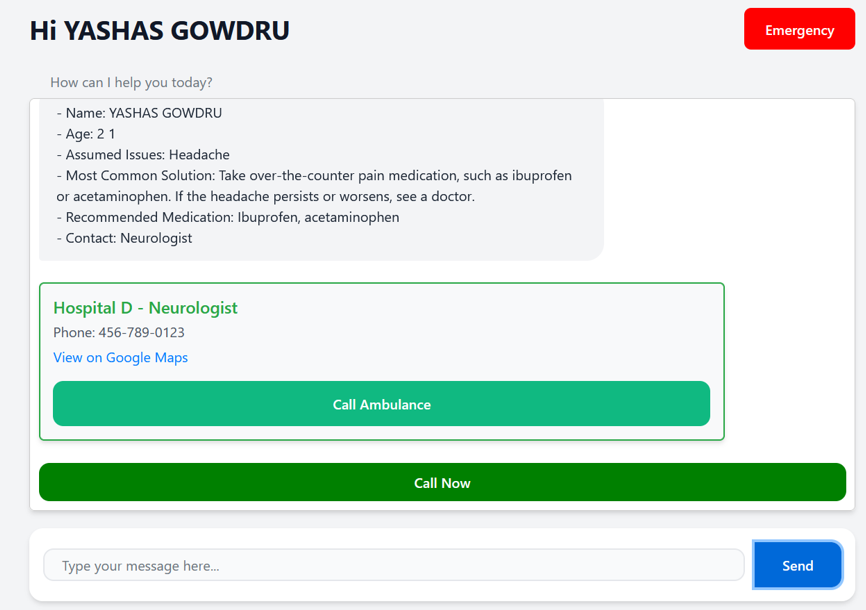 Hi YASHAS GOWDRU
Emergency
How can I help you today?
- Name: YASHAS GOWDRU
- Age: 2 1
- Assumed Issues: Headache
- Most Common Solution: Take over-the-counter pain medication, such as ibuprofen
or acetaminophen. If the headache persists or worsens, see a doctor.
- Recommended Medication: Ibuprofen, acetaminophen
- Contact: Neurologist
Hospital D - Neurologist
Phone: 456-789-0123
View on Google Maps
Call Ambulance
Call Now
Type your message here...
Send